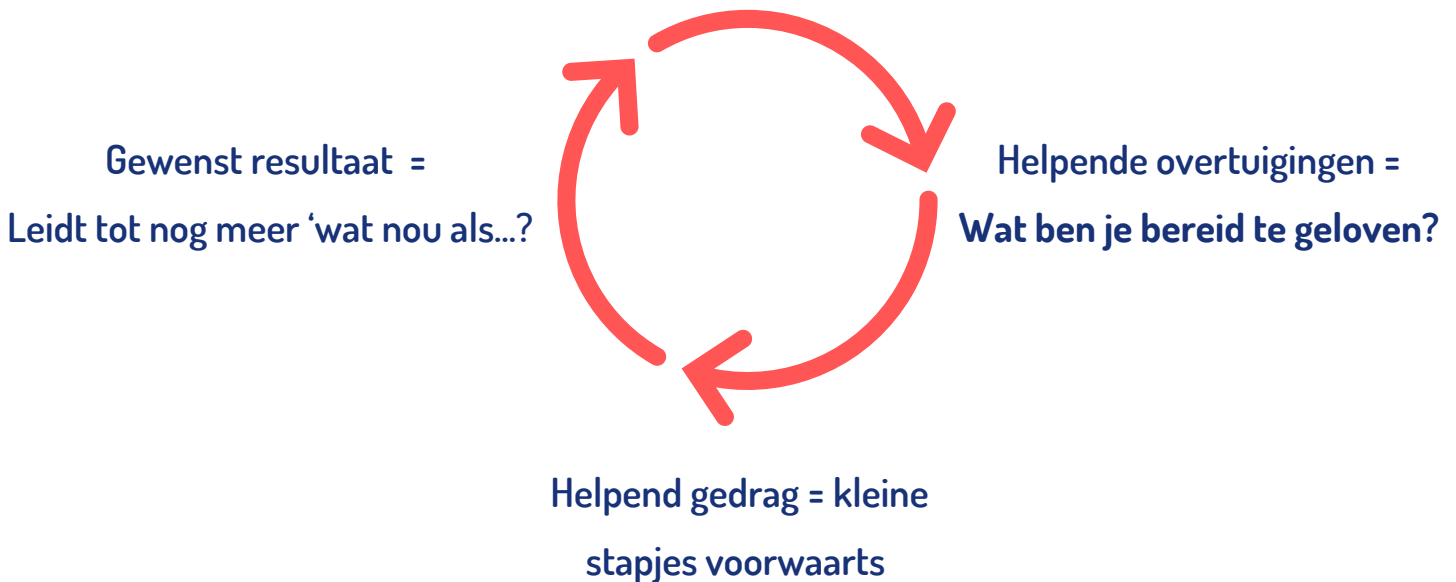 Gewenst resultaat =
Leidt tot nog meer ‘wat nou als...?
Helpende overtuigingen =
Wat ben je bereid te geloven?
Helpend gedrag = kleine
stapjes voorwaarts